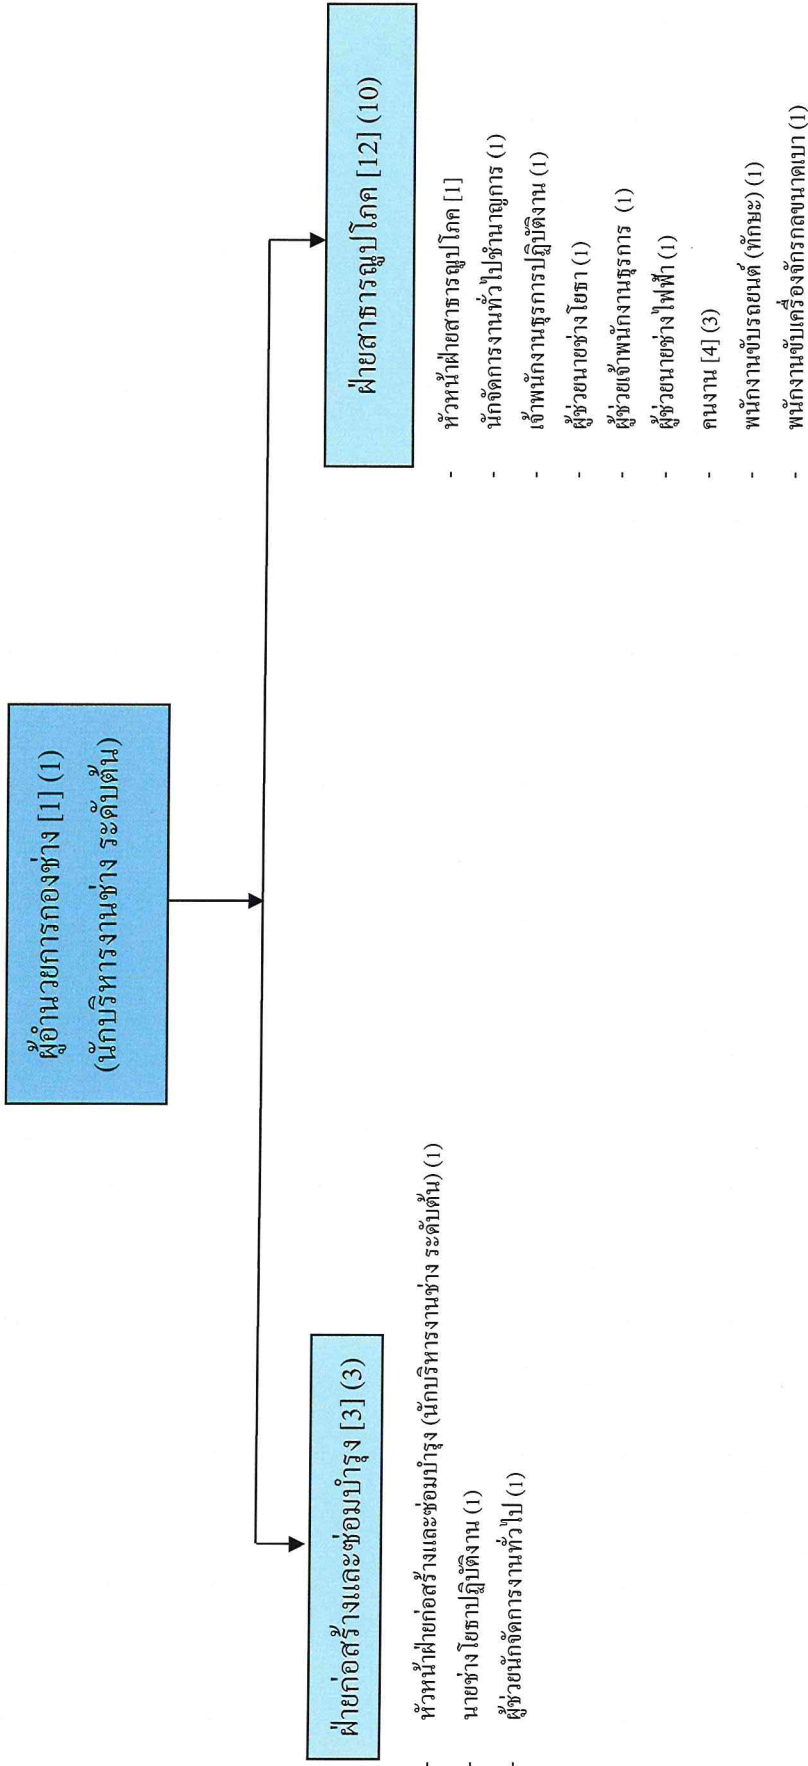 ผู้อำนวยการกองช่าง [1] (1)
(นักบริหารงานช่าง ระดับต้น)
ฝ่ายก่อสร้างและซ่อมบำรุง [3] (3)
- หัวหน้าฝ่ายก่อสร้างและซ่อมบำรุง (นักบริหารงานช่าง ระดับต้น) (1)
- นายช่างโยธาปฏิบัติงาน (1)
- ผู้ช่วยนักจัดการงานทั่วไป (1)
ฝ่ายสาธารณูปโภค [12] (10)
- หัวหน้าฝ่ายสาธารณูปโภค [1]
- นักจัดการงานทั่วไปชำนาญการ (1)
- เจ้าพนักงานธุรการปฏิบัติงาน (1)
- ผู้ช่วยนายช่างโยธา (1)
- ผู้ช่วยเจ้าพนักงานธุรการ (1)
- ผู้ช่วยนายช่างไฟฟ้า (1)
- คนงาน [4] (3)
- พนักงานขับรถยนต์ (ทักษะ) (1)
- พนักงานขับเครื่องจักรกลขนาดเบา (1)